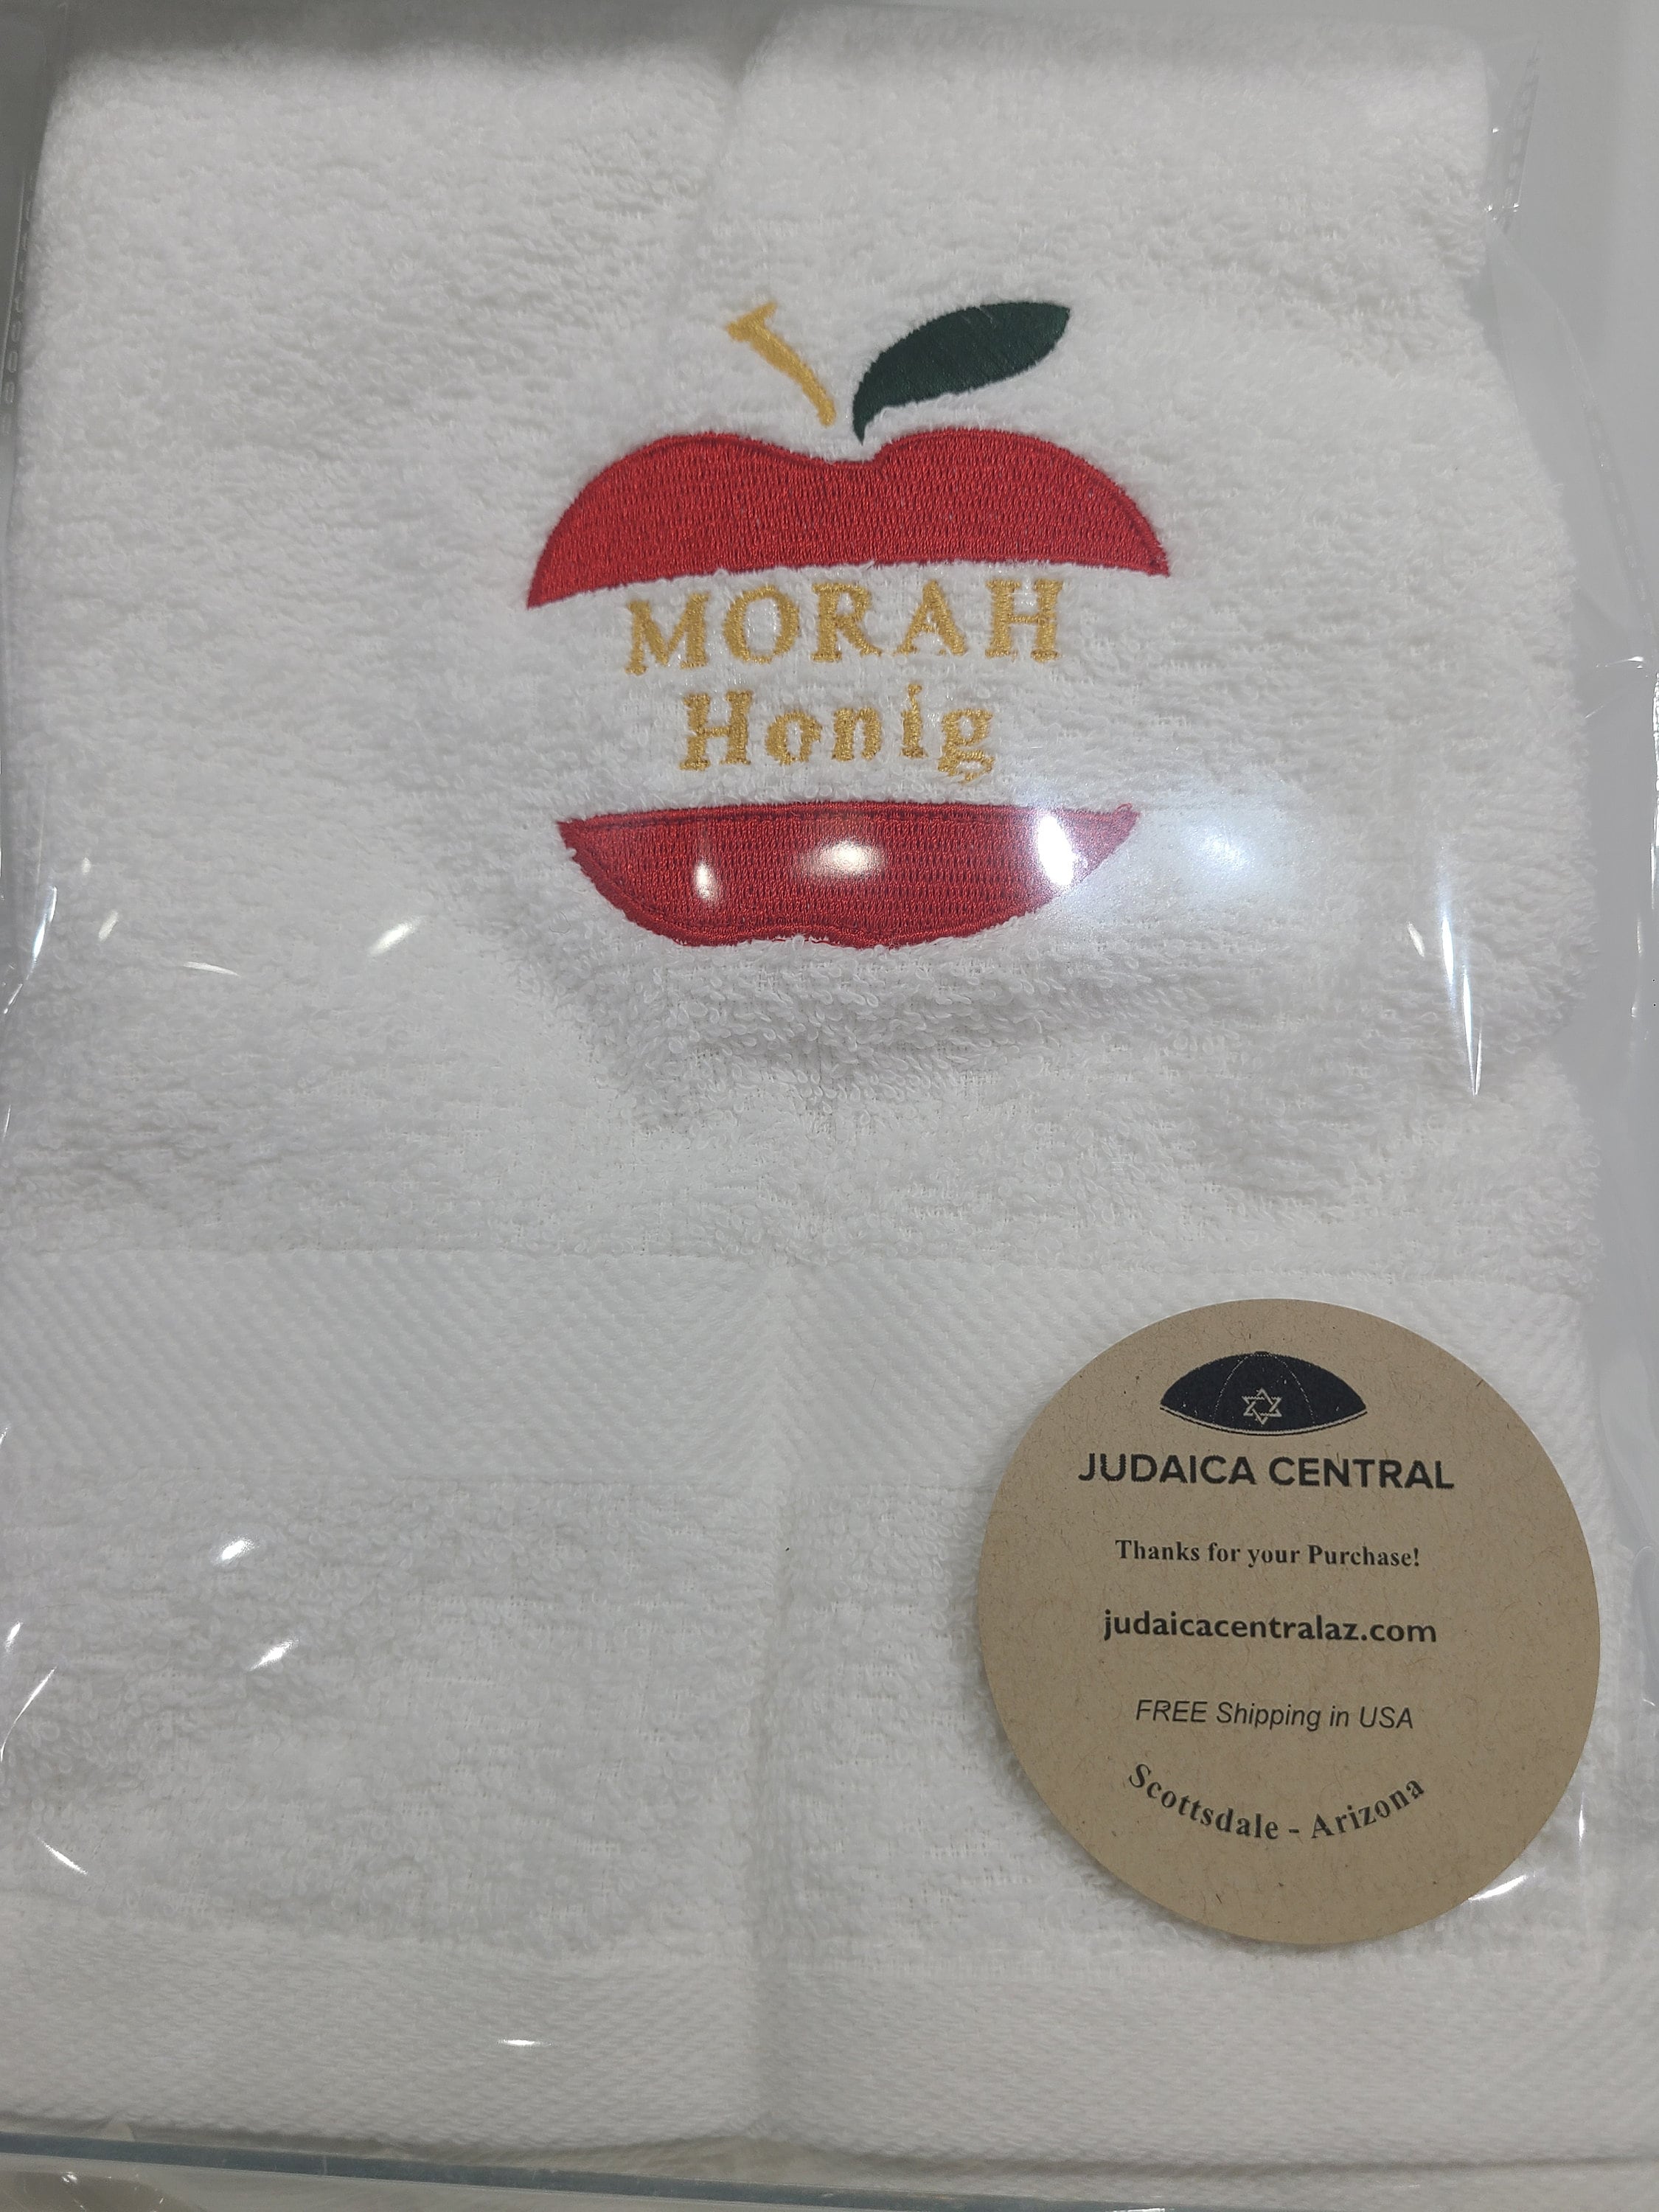 MORAH
Honig
JUDAICA CENTRAL
Thanks for your Purchase!
judaicacentralaz.com
FREE Shipping in USA
Scottsdale - Arizona